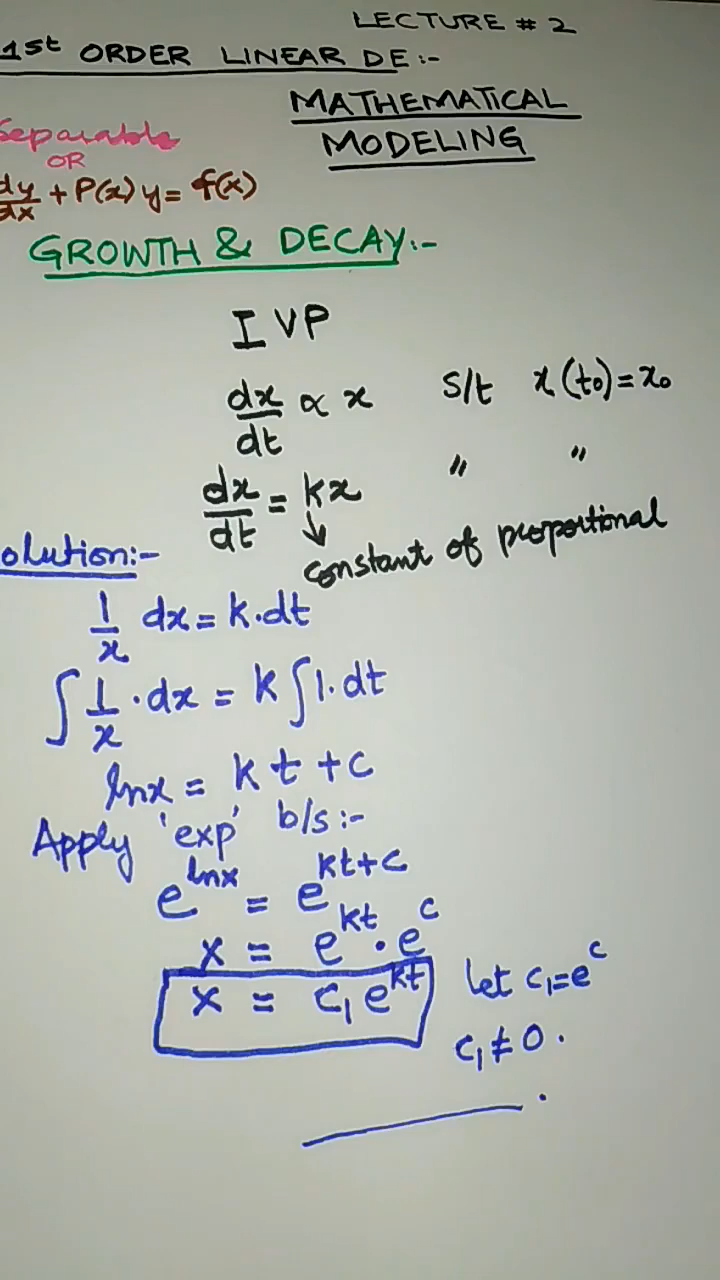 LECTURE # 2
1st ORDER LINEAR DE:-
MATHEMATICAL
MODELING
Separable
OR
dy/dx + P(x) y = f(x)
GROWTH & DECAY:-
IVP
dx/dt ∝ x S/t x(t₀) = x₀
dx/dt = kx " "
constant of proportional
olution:-
1/x dx = k.dt
∫ 1/x · dx = k ∫ 1. dt
lnx = kt + c
Apply 'exp' b/s:-
e^lnx = e^kt+c
x = e^kt · e^c
x = c₁ e^kt let c₁ = e^c
c₁ ≠ 0.